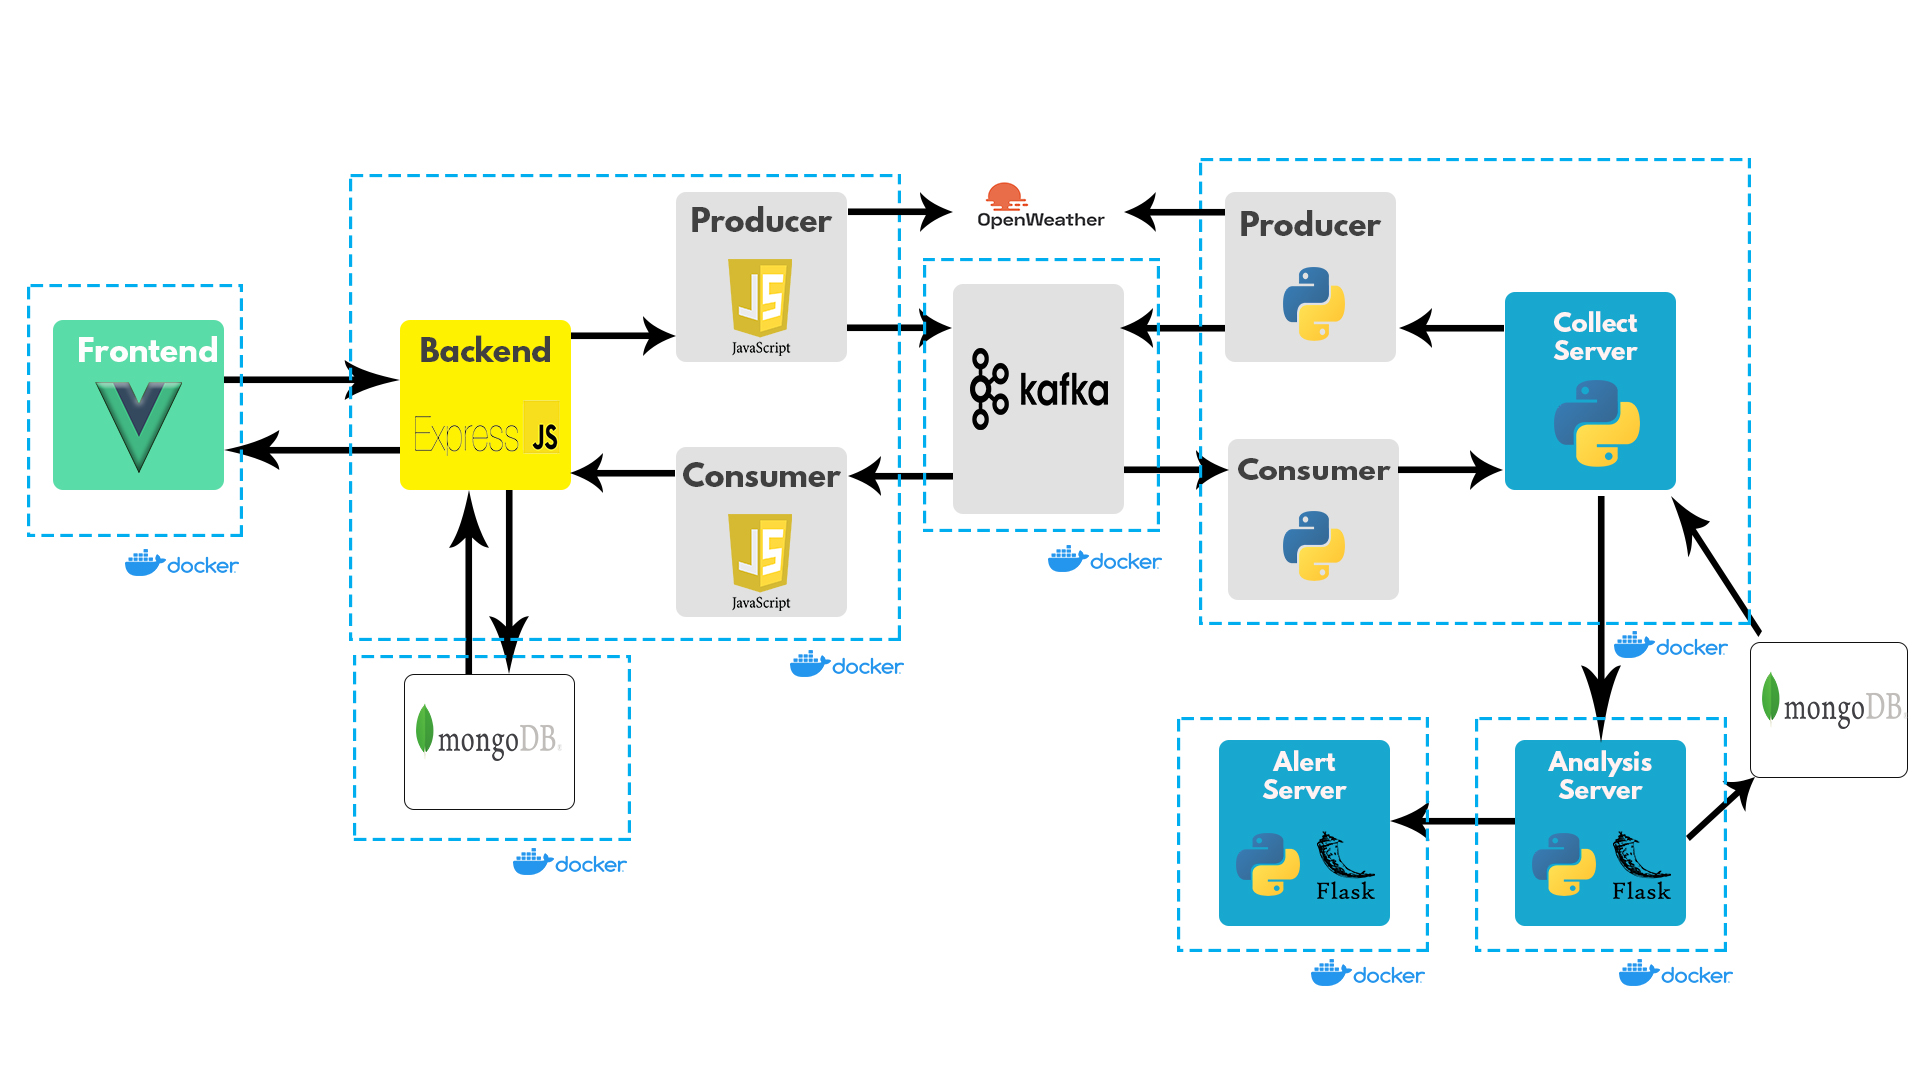 Frontend
docker
Backend
Express
JS
Producer
JS
JavaScript
Consumer
JS
JavaScript
docker
mongoDB
docker
OpenWeather
kafka
docker
Producer
Consumer
Collect
Server
docker
mongoDB
Alert
Server
Flask
docker
Analysis
Server
Flask
docker